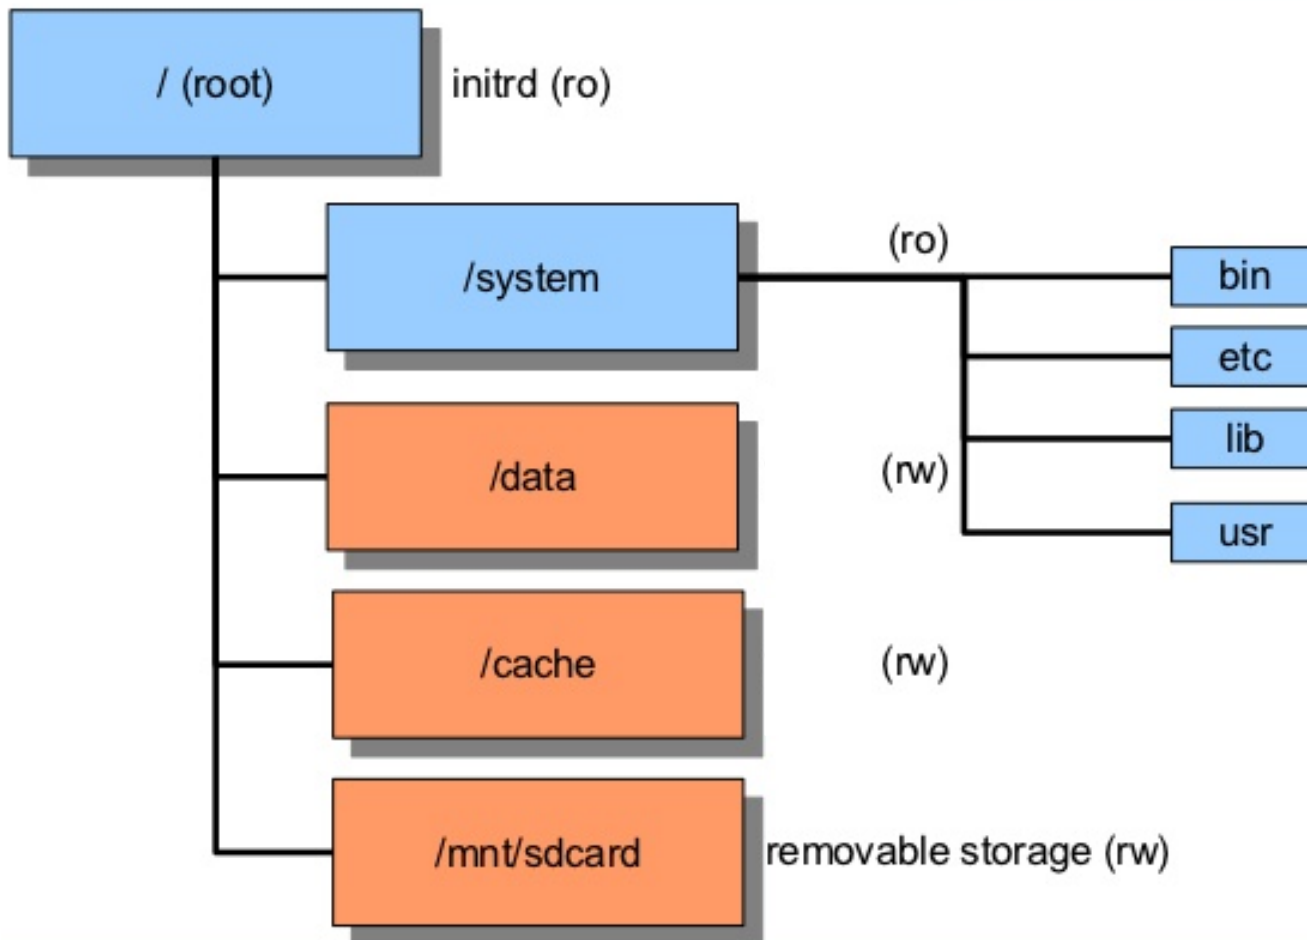 / (root)
initrd (ro)
/system
(ro)
bin
etc
lib
usr
/data
(rw)
/cache
(rw)
/mnt/sdcard
removable storage (rw)